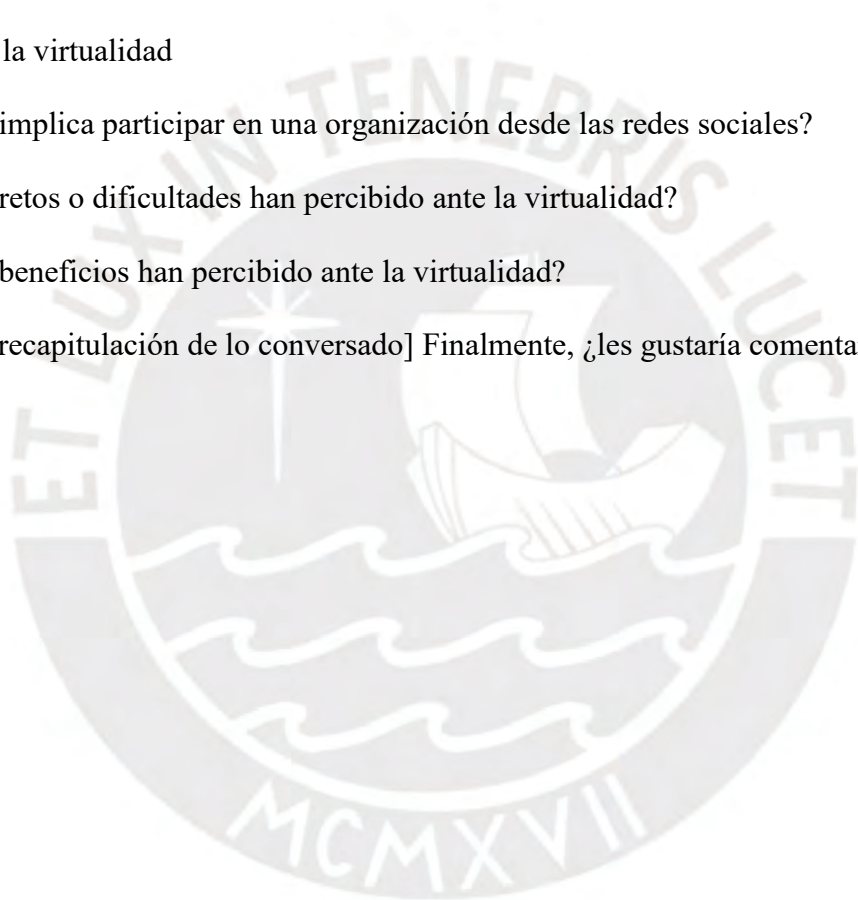 la virtualidad
implica participar en una organización desde las redes sociales?
retos o dificultades han percibido ante la virtualidad?
beneficios han percibido ante la virtualidad?
recapitulación de lo conversado] Finalmente, ¿les gustaría comenta
ET LUX IN TENEBRIS LUCET
MCMXVII